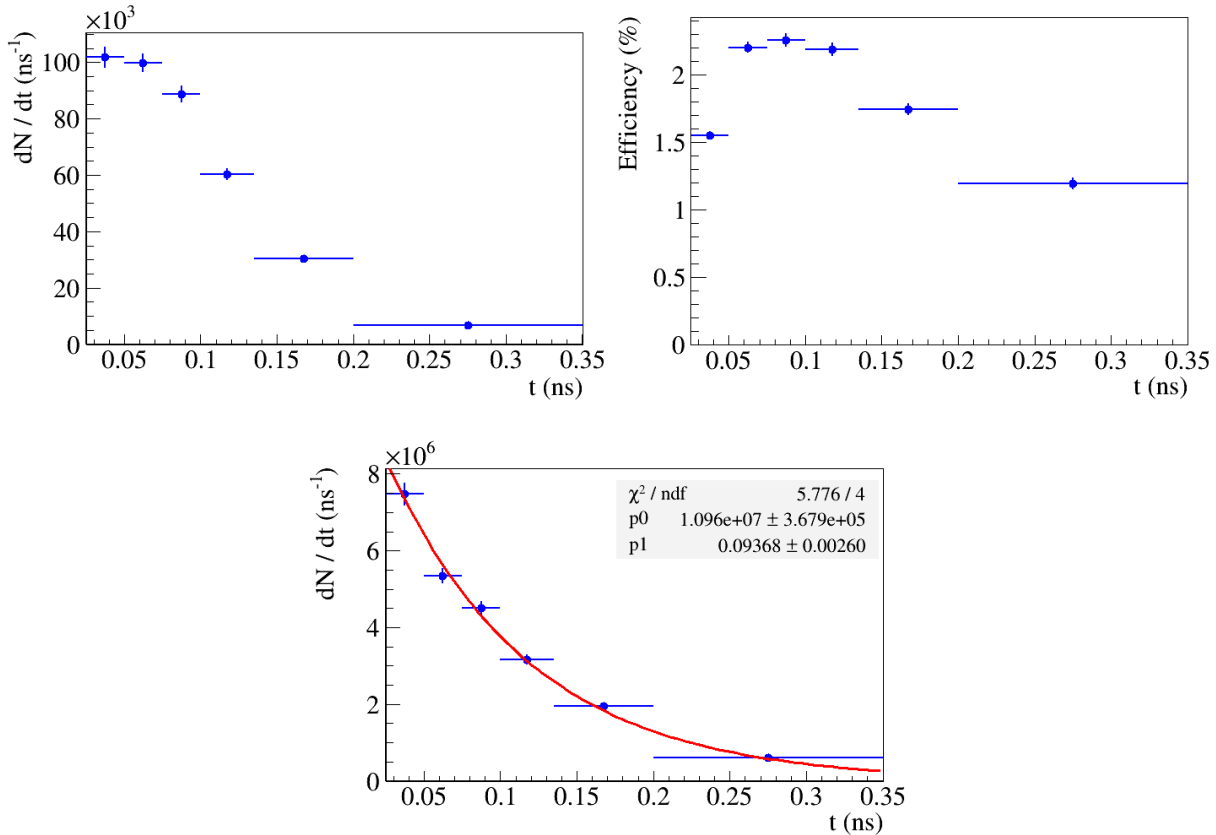 ×10³
dN / dt (ns⁻¹)
100
80
60
40
20
0
0.05 0.1 0.15 0.2 0.25 0.3 0.35
t (ns)
Efficiency (%)
2
1.5
1
0.5
0
0.05 0.1 0.15 0.2 0.25 0.3 0.35
t (ns)
×10⁶
dN / dt (ns⁻¹)
8
6
4
2
0
χ² / ndf 5.776 / 4
p0 1.096e+07 ± 3.679e+05
p1 0.09368 ± 0.00260
0.05 0.1 0.15 0.2 0.25 0.3 0.35
t (ns)